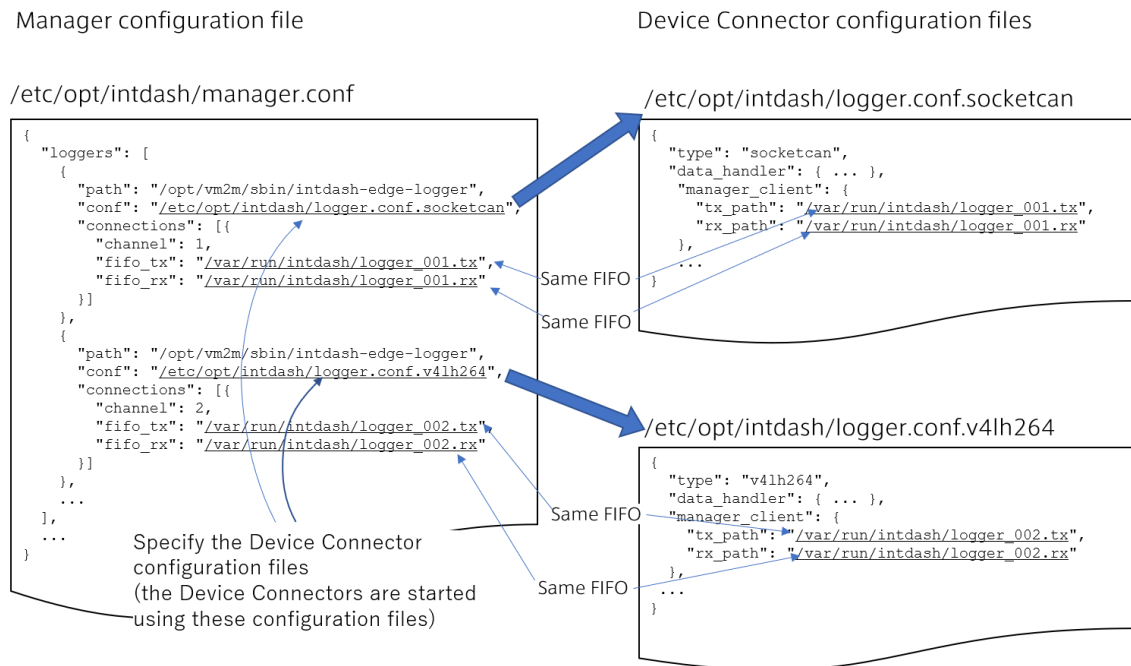 Manager configuration file
/etc/opt/intdash/manager.conf
{
"loggers": [
{
"path": "/opt/vm2m/sbin/intdash-edge-logger",
"conf": "/etc/opt/intdash/logger.conf.socketcan",
"connections": [{
"channel": 1,
"fifo_tx": "/var/run/intdash/logger_001.tx",
"fifo_rx": "/var/run/intdash/logger_001.rx"
}]
},
{
"path": "/opt/vm2m/sbin/intdash-edge-logger",
"conf": "/etc/opt/intdash/logger.conf.v4lh264",
"connections": [{
"channel": 2,
"fifo_tx": "/var/run/intdash/logger_002.tx",
"fifo_rx": "/var/run/intdash/logger_002.rx"
}]
},
...
],
...
}
Specify the Device Connector
configuration files
(the Device Connectors are started
using these configuration files)
Same FIFO
Same FIFO
Same FIFO
Same FIFO
Device Connector configuration files
/etc/opt/intdash/logger.conf.socketcan
{
"type": "socketcan",
"data_handler": { ... },
"manager_client": {
"tx_path": "/var/run/intdash/logger_001.tx",
"rx_path": "/var/run/intdash/logger_001.rx"
},
...
}
/etc/opt/intdash/logger.conf.v4lh264
{
"type": "v4lh264",
"data_handler": { ... },
"manager_client": {
"tx_path": "/var/run/intdash/logger_002.tx",
"rx_path": "/var/run/intdash/logger_002.rx"
},
...
}